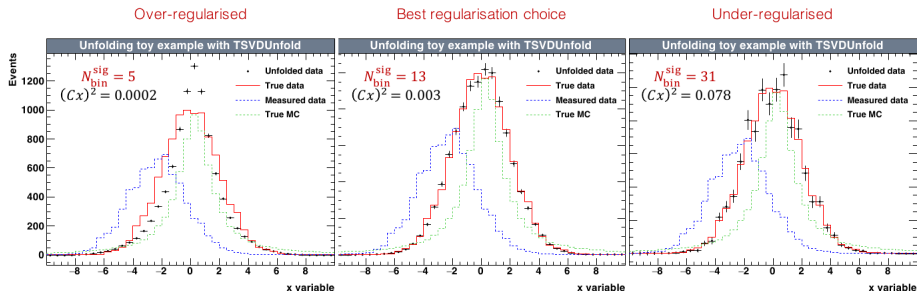 Over-regularised
Best regularisation choice
Under-regularised
Unfolding toy example with TSVDUnfold
Events
N_bin^sig = 5
(Cx)² = 0.0002
Unfolded data
True data
Measured data
True MC
1200
1000
800
600
400
200
0
−8 −6 −4 −2 0 2 4 6 8
x variable
Unfolding toy example with TSVDUnfold
N_bin^sig = 13
(Cx)² = 0.003
Unfolded data
True data
Measured data
True MC
−8 −6 −4 −2 0 2 4 6 8
x variable
Unfolding toy example with TSVDUnfold
N_bin^sig = 31
(Cx)² = 0.078
Unfolded data
True data
Measured data
True MC
−8 −6 −4 −2 0 2 4 6 8
x variable